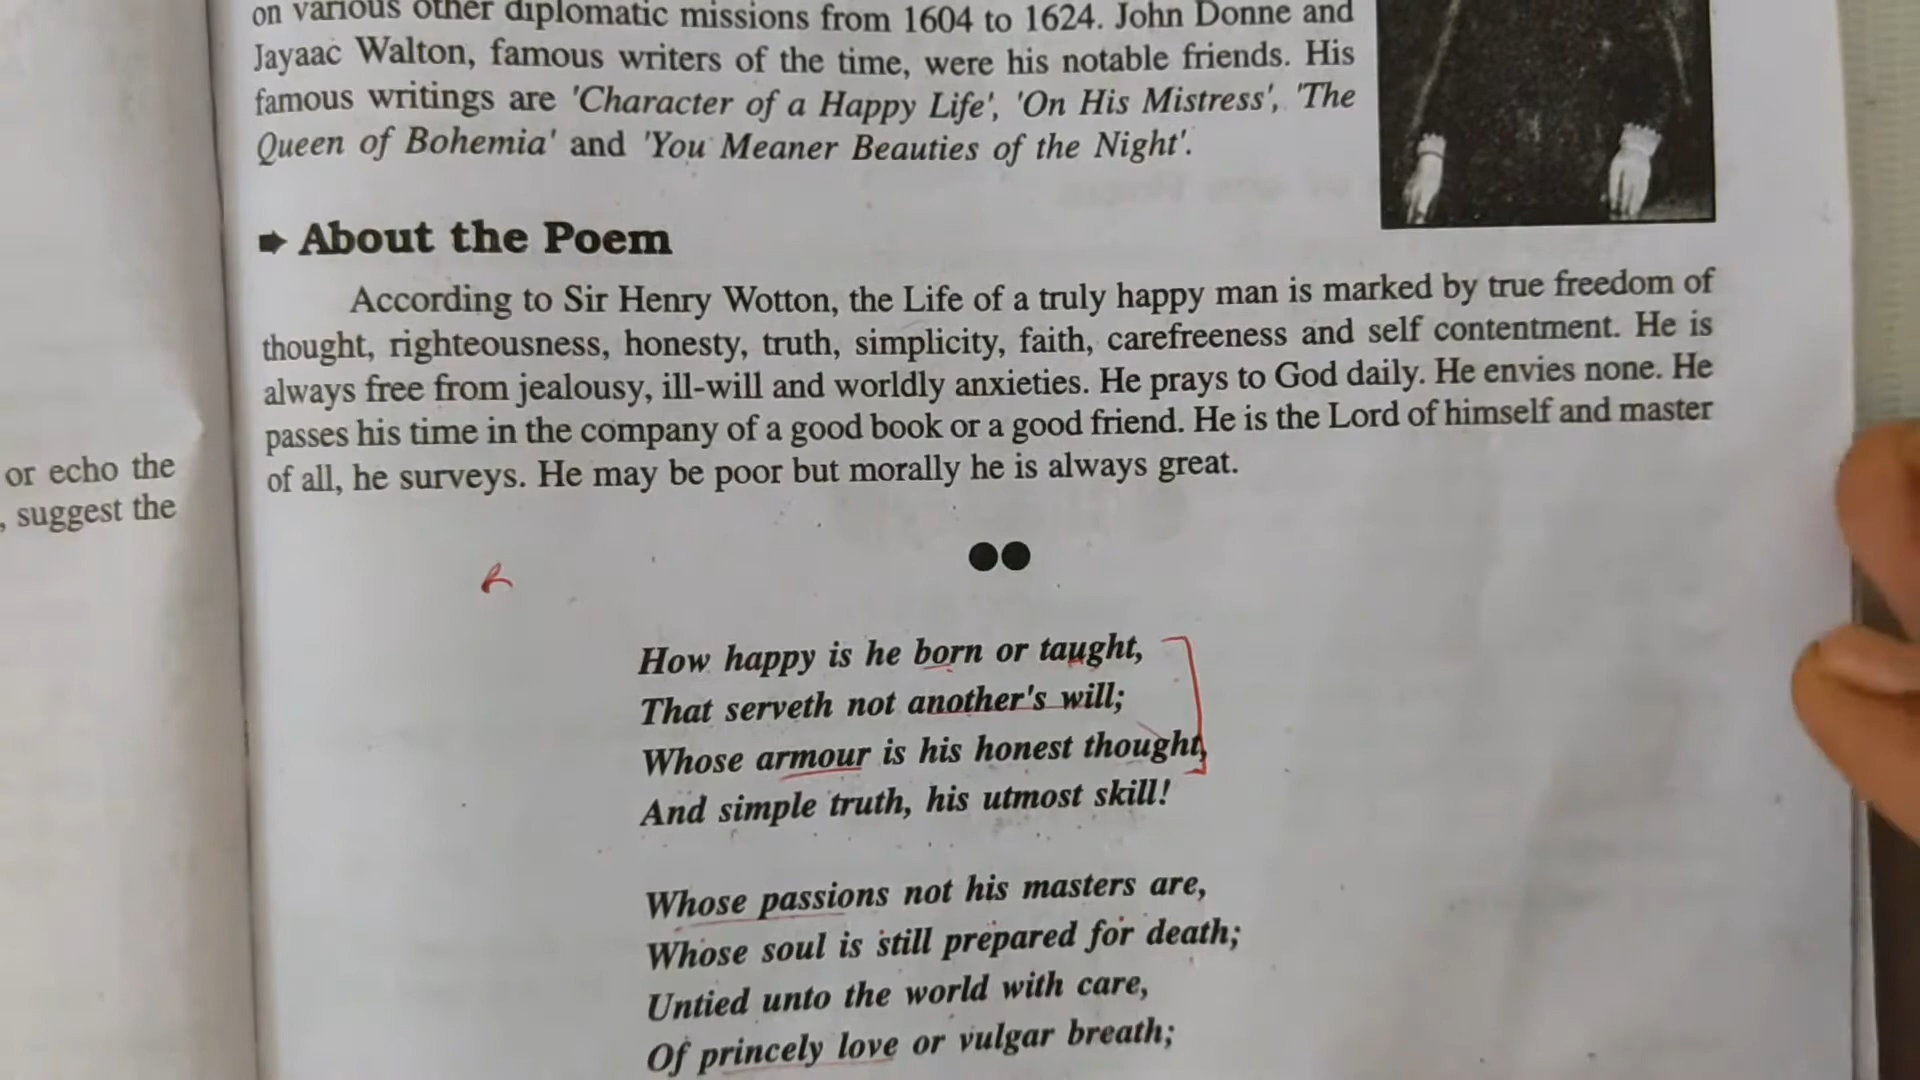 on various other diplomatic missions from 1604 to 1624. John Donne and
Jayaac Walton, famous writers of the time, were his notable friends. His
famous writings are 'Character of a Happy Life', 'On His Mistress', 'The
Queen of Bohemia' and 'You Meaner Beauties of the Night'.
About the Poem
According to Sir Henry Wotton, the Life of a truly happy man is marked by true freedom of
thought, righteousness, honesty, truth, simplicity, faith, carefreeness and self contentment. He is
always free from jealousy, ill-will and worldly anxieties. He prays to God daily. He envies none. He
passes his time in the company of a good book or a good friend. He is the Lord of himself and master
of all, he surveys. He may be poor but morally he is always great.
or echo the
, suggest the
How happy is he born or taught,
That serveth not another's will;
Whose armour is his honest thought,
And simple truth, his utmost skill!
Whose passions not his masters are,
Whose soul is still prepared for death;
Untied unto the world with care,
Of princely love or vulgar breath;